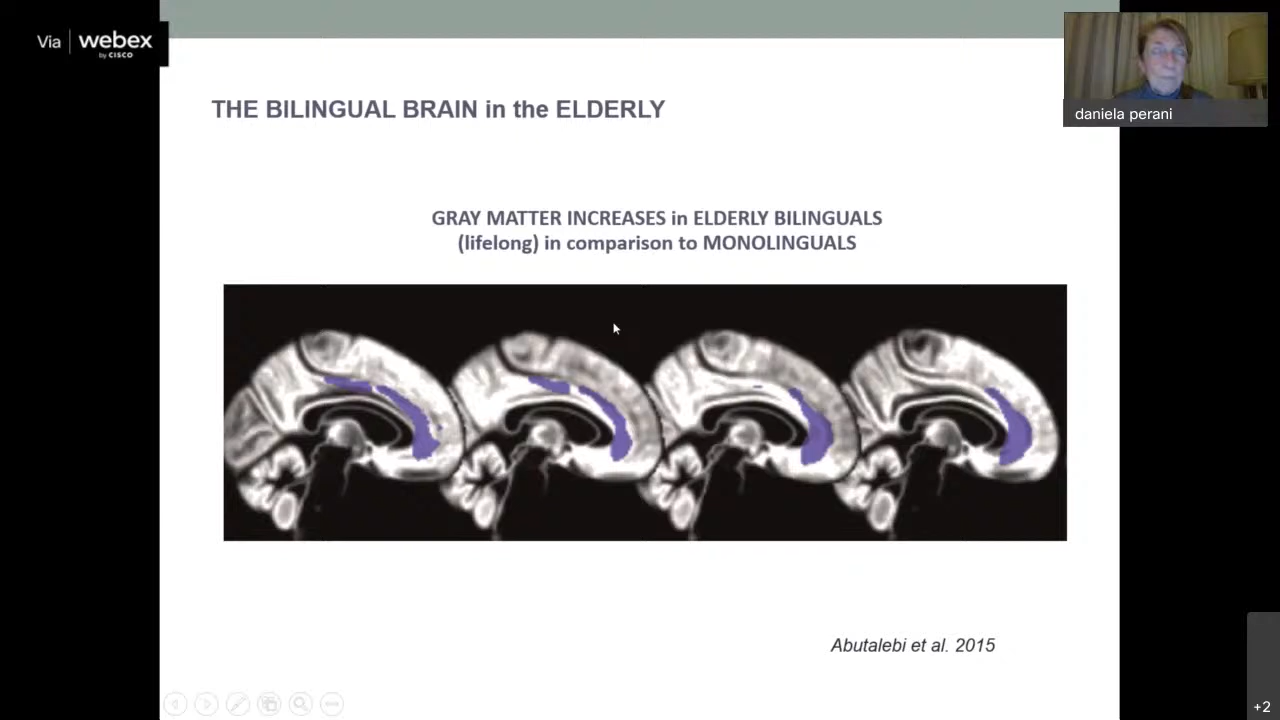 Via webex
by CISCO
daniela perani
THE BILINGUAL BRAIN in the ELDERLY
GRAY MATTER INCREASES in ELDERLY BILINGUALS
(lifelong) in comparison to MONOLINGUALS
Abutalebi et al. 2015
+2